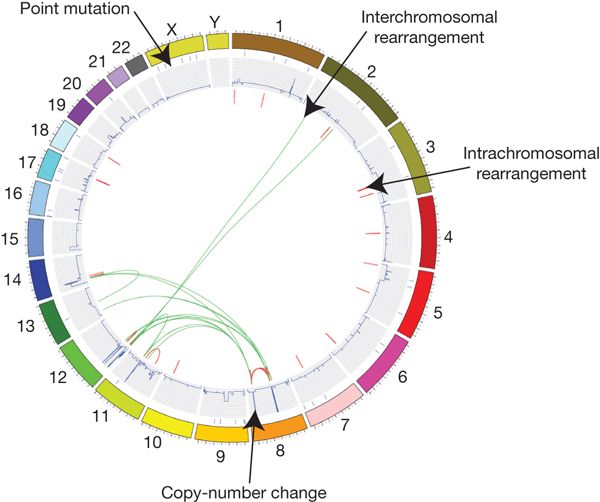 Point mutation
Interchromosomal
rearrangement
Intrachromosomal
rearrangement
Copy-number change
X
Y
1
2
3
4
5
6
7
8
9
10
11
12
13
14
15
16
17
18
19
20
21
22